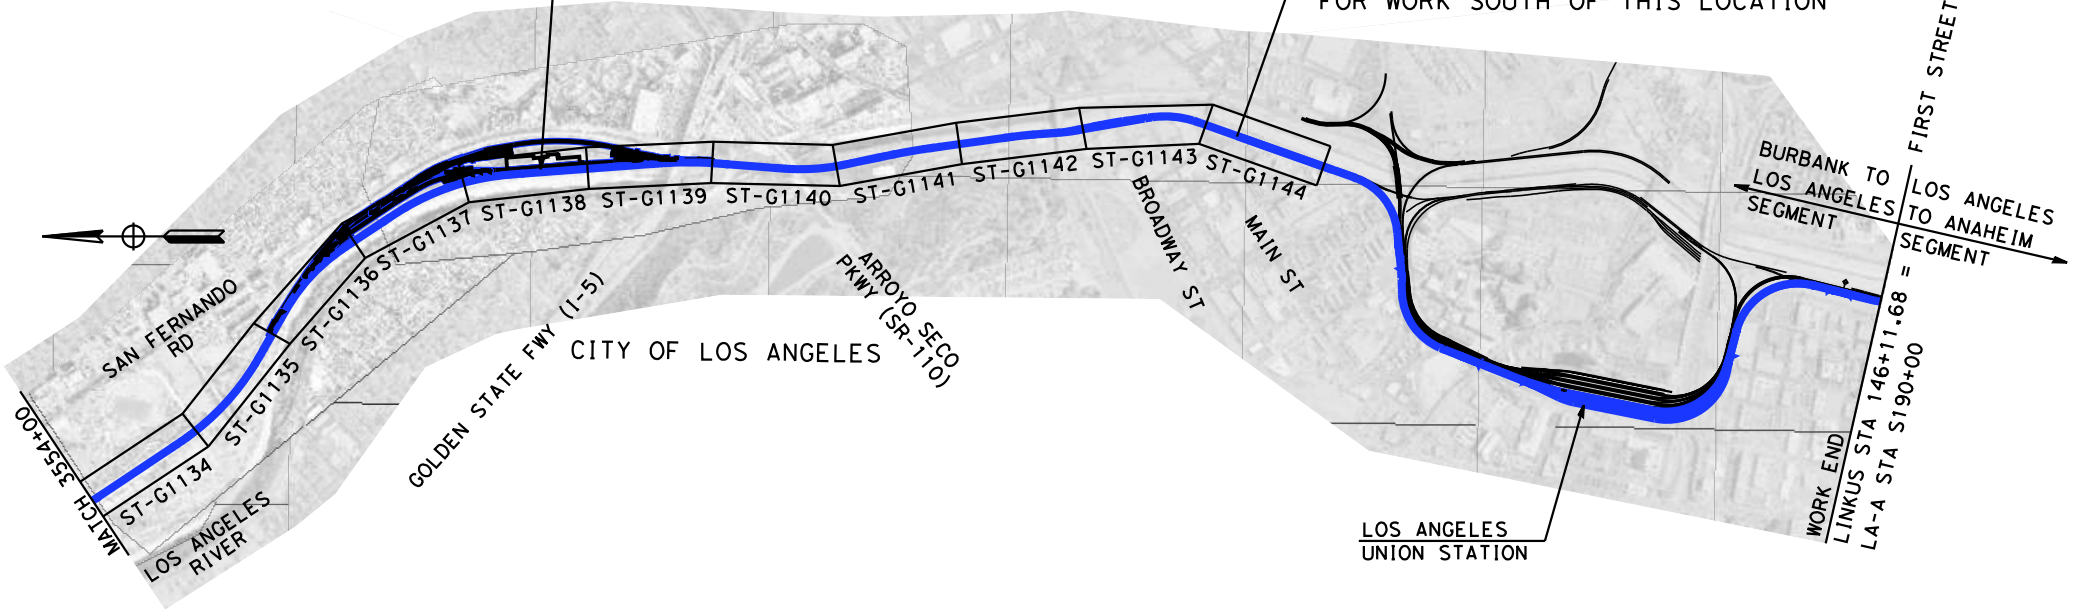 FOR WORK SOUTH OF THIS LOCATION
FIRST STREET
BURBANK TO
LOS ANGELES
SEGMENT
LOS ANGELES
TO ANAHEIM
SEGMENT
ST-G1134
ST-G1135
ST-G1136
ST-G1137
ST-G1138
ST-G1139
ST-G1140
ST-G1141
ST-G1142
ST-G1143
ST-G1144
BROADWAY ST
MAIN ST
SAN FERNANDO
RD
MATCH 3554+00
LOS ANGELES
RIVER
GOLDEN STATE FWY (I-5)
CITY OF LOS ANGELES
ARROYO SECO
PKWY (SR-110)
LOS ANGELES
UNION STATION
WORK END
LINKUS STA 146+11.68 =
LA-A STA S190+00